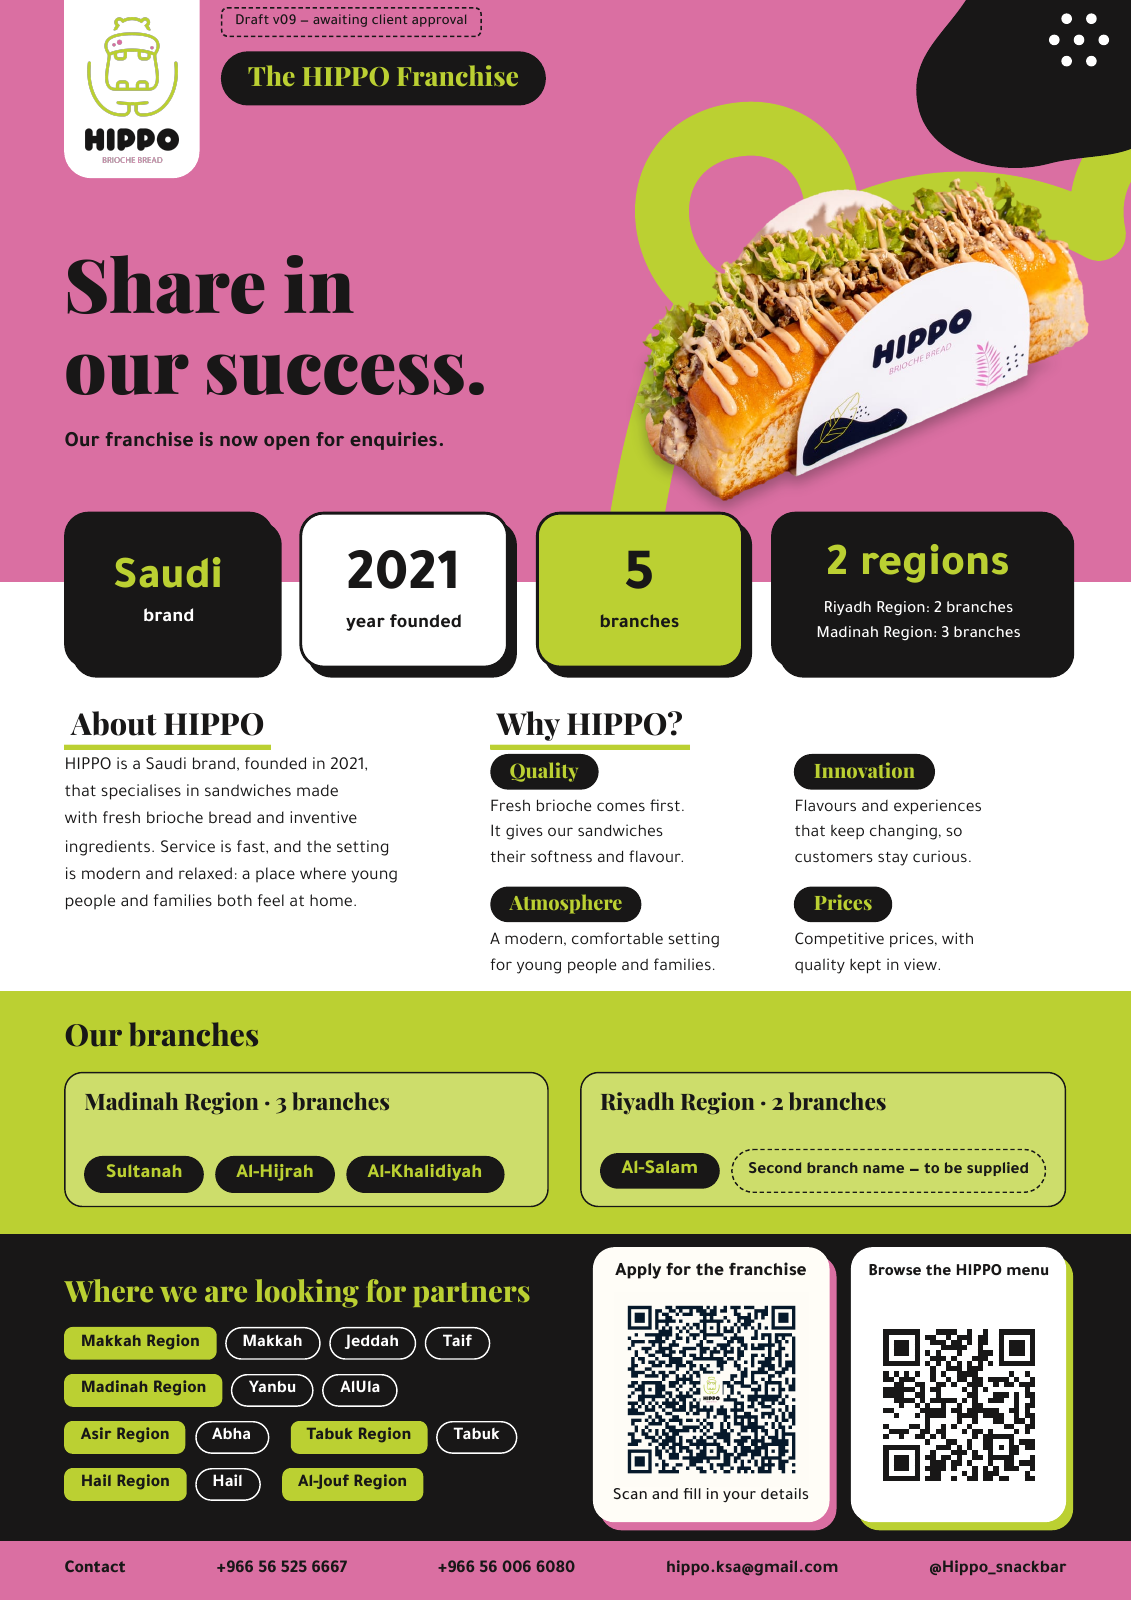 Draft v09 – awaiting client approval
The HIPPO Franchise
HIPPO
BRIOCHE BREAD
Share in
our success.
Our franchise is now open for enquiries.
HIPPO
BRIOCHE BREAD
Saudi
brand
2021
year founded
5
branches
2 regions
Riyadh Region: 2 branches
Madinah Region: 3 branches
About HIPPO
HIPPO is a Saudi brand, founded in 2021,
that specialises in sandwiches made
with fresh brioche bread and inventive
ingredients. Service is fast, and the setting
is modern and relaxed: a place where young
people and families both feel at home.
Why HIPPO?
Quality
Fresh brioche comes first.
It gives our sandwiches
their softness and flavour.
Innovation
Flavours and experiences
that keep changing, so
customers stay curious.
Atmosphere
A modern, comfortable setting
for young people and families.
Prices
Competitive prices, with
quality kept in view.
Our branches
Madinah Region · 3 branches
Sultanah Al-Hijrah Al-Khalidiyah
Riyadh Region · 2 branches
Al-Salam Second branch name – to be supplied
Where we are looking for partners
Makkah Region Makkah Jeddah Taif
Madinah Region Yanbu AlUla
Asir Region Abha Tabuk Region Tabuk
Hail Region Hail Al-Jouf Region
Apply for the franchise
HIPPO
Scan and fill in your details
Browse the HIPPO menu
Contact +966 56 525 6667 +966 56 006 6080 hippo.ksa@gmail.com @Hippo_snackbar